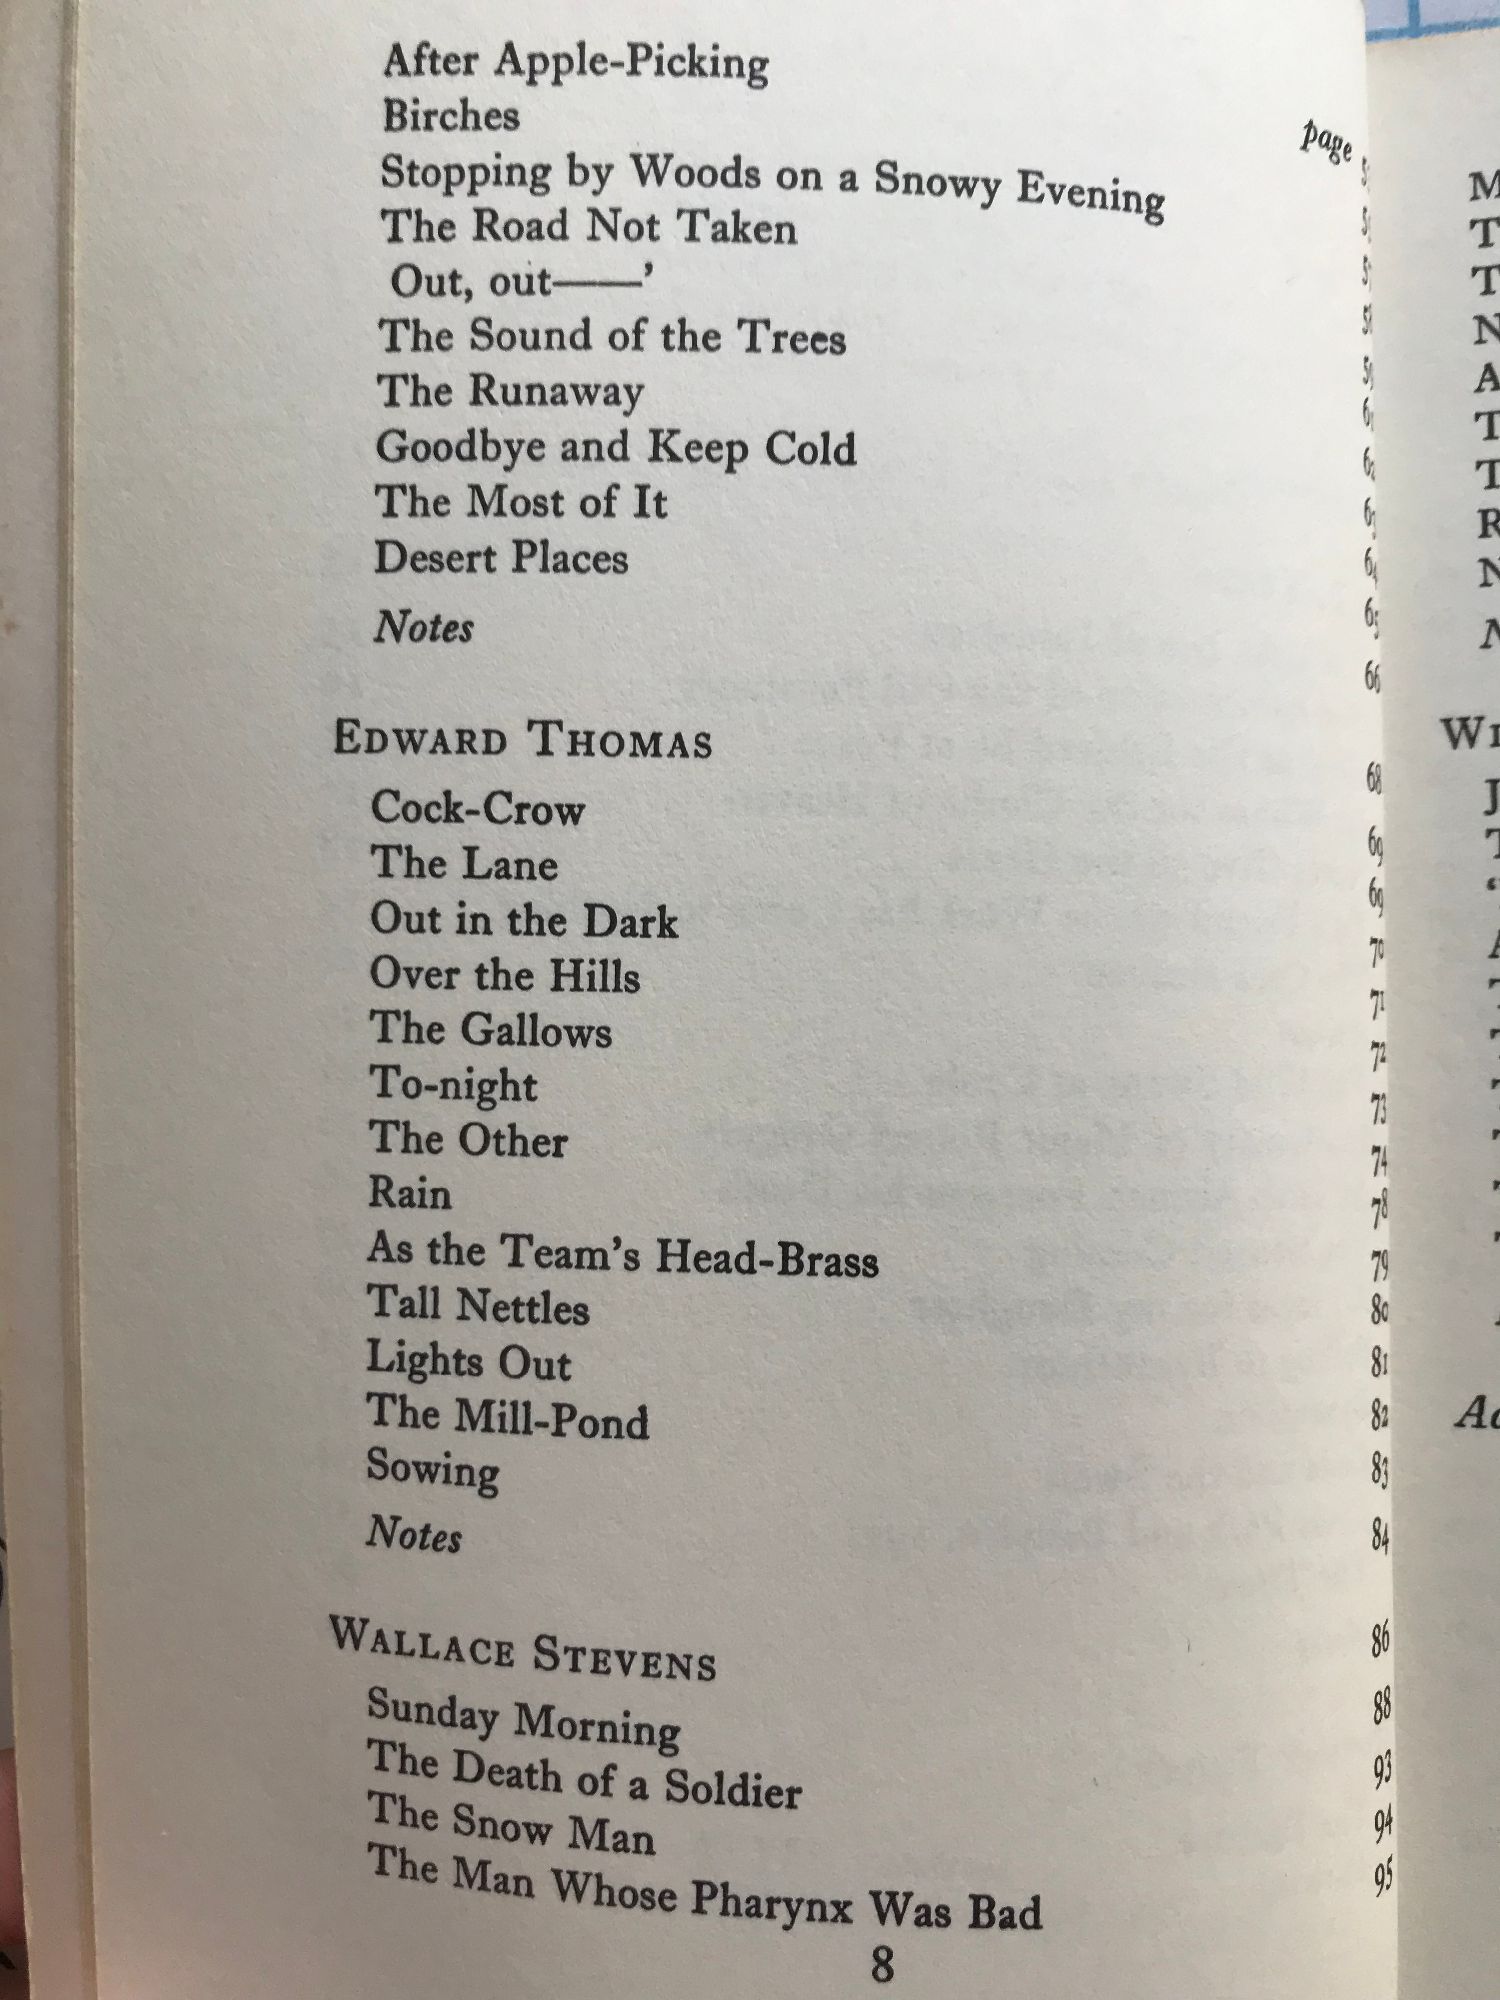 page
After Apple-Picking
Birches
Stopping by Woods on a Snowy Evening
The Road Not Taken
Out, out——’
The Sound of the Trees
The Runaway
Goodbye and Keep Cold
The Most of It
Desert Places 65
Notes 66
EDWARD THOMAS 68
Cock-Crow 69
The Lane 69
Out in the Dark 70
Over the Hills 71
The Gallows 72
To-night 73
The Other 74
Rain 78
As the Team’s Head-Brass 79
Tall Nettles 80
Lights Out 81
The Mill-Pond 82
Sowing 83
Notes 84
WALLACE STEVENS 86
Sunday Morning 88
The Death of a Soldier 93
The Snow Man 94
The Man Whose Pharynx Was Bad 95
8